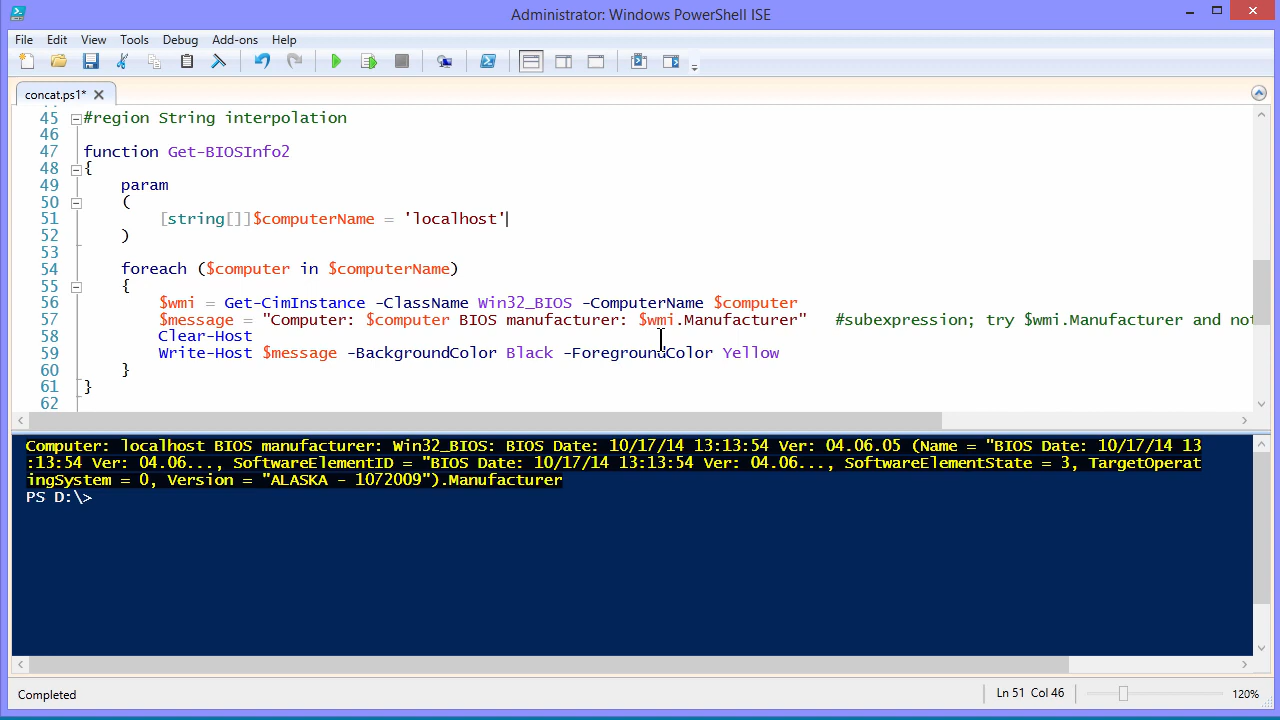 Administrator: Windows PowerShell ISE
File Edit View Tools Debug Add-ons Help
concat.ps1*
45 #region String interpolation
46
47 function Get-BIOSInfo2
48 {
49 param
50 (
51 [string[]]$computerName = 'localhost'
52 )
53
54 foreach ($computer in $computerName)
55 {
56 $wmi = Get-CimInstance -ClassName Win32_BIOS -ComputerName $computer
57 $message = "Computer: $computer BIOS manufacturer: $wmi.Manufacturer" #subexpression; try $wmi.Manufacturer and not
58 Clear-Host
59 Write-Host $message -BackgroundColor Black -ForegroundColor Yellow
60 }
61 }
62
Computer: localhost BIOS manufacturer: Win32_BIOS: BIOS Date: 10/17/14 13:13:54 Ver: 04.06.05 (Name = "BIOS Date: 10/17/14 13
:13:54 Ver: 04.06..., SoftwareElementID = "BIOS Date: 10/17/14 13:13:54 Ver: 04.06..., SoftwareElementState = 3, TargetOperat
ingSystem = 0, Version = "ALASKA - 1072009").Manufacturer
PS D:\>
Completed Ln 51 Col 46 120%